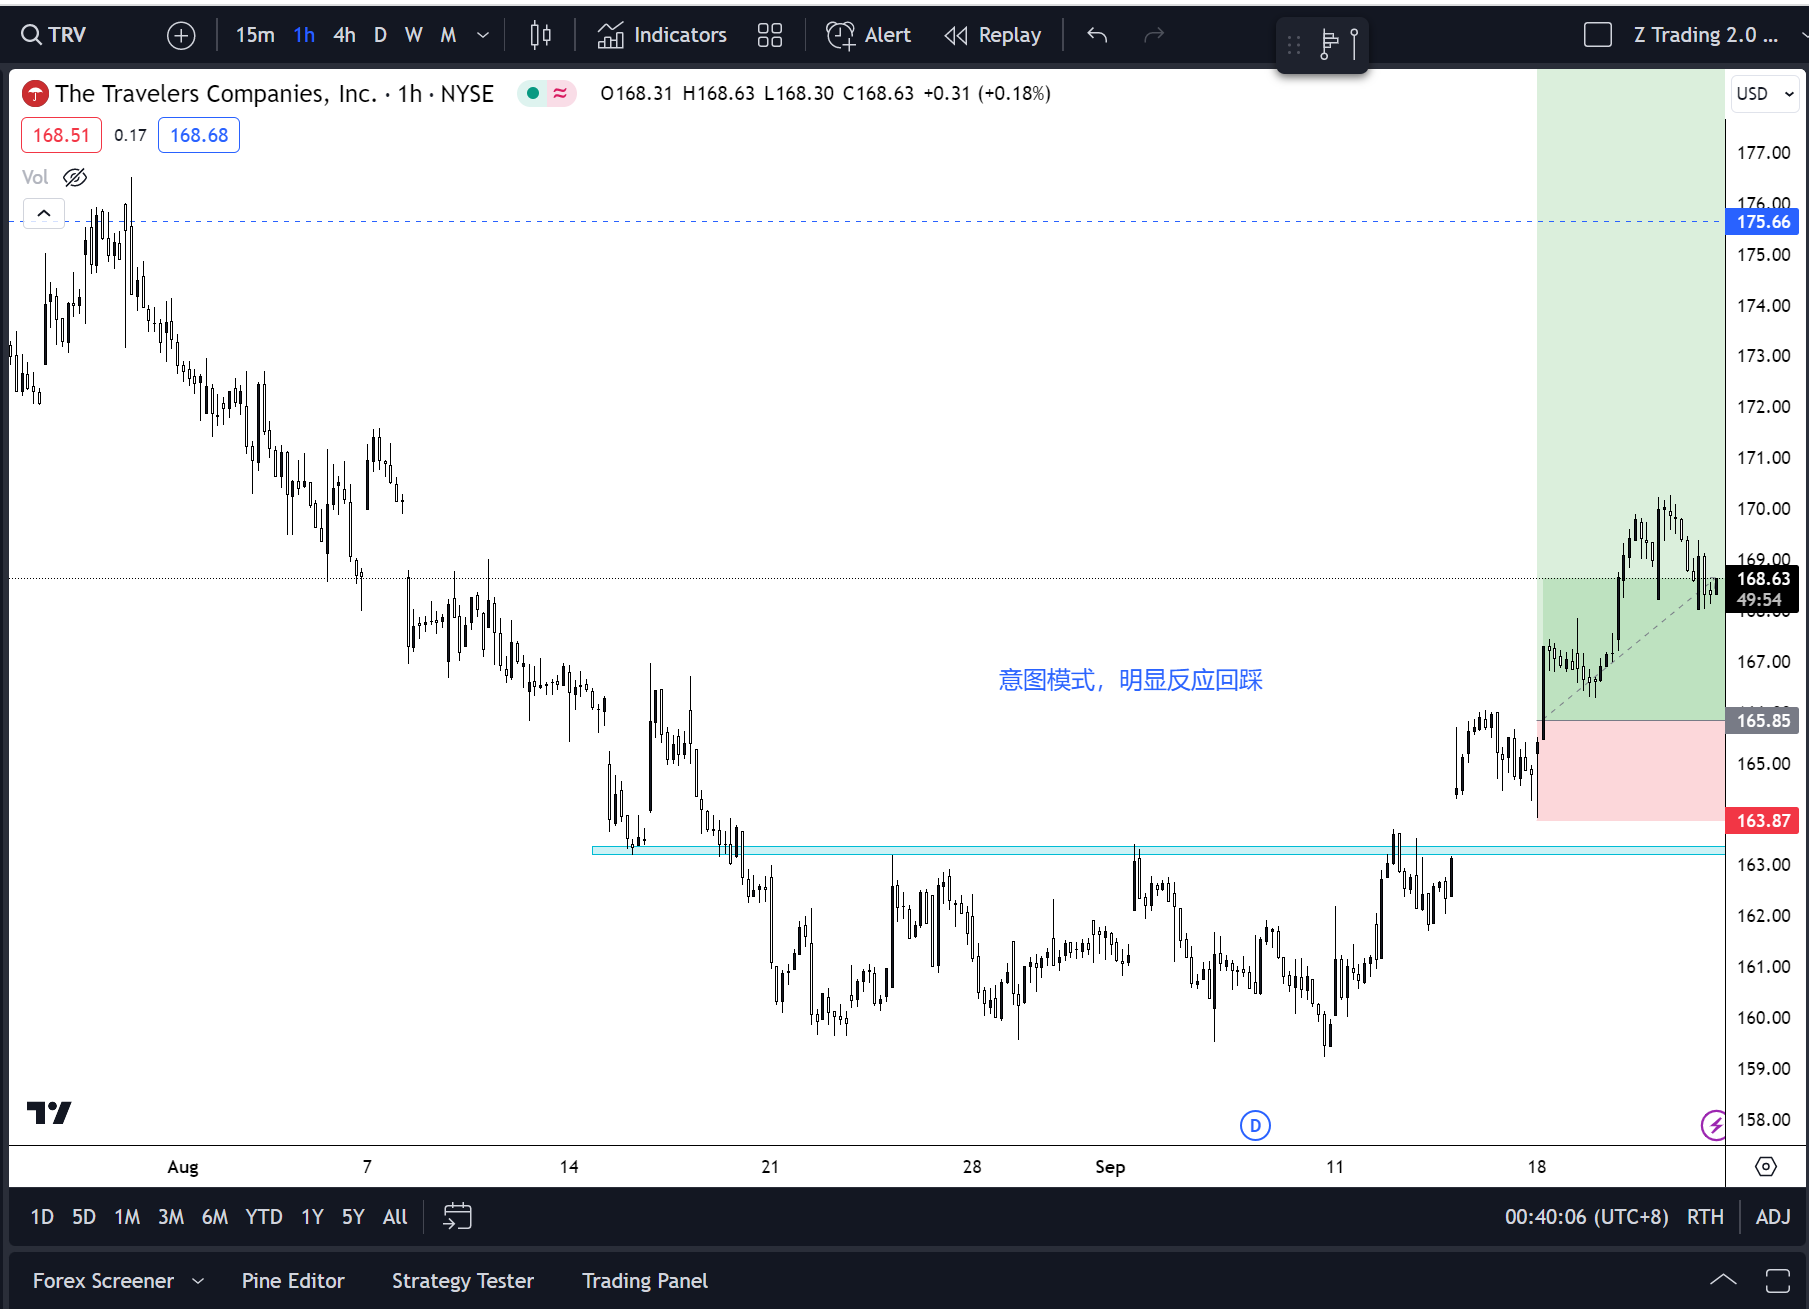 TRV 15m 1h 4h D W M Indicators Alert Replay Z Trading 2.0 ...
The Travelers Companies, Inc. · 1h · NYSE O168.31 H168.63 L168.30 C168.63 +0.31 (+0.18%) USD
168.51 0.17 168.68
Vol
177.00
176.00
175.66
175.00
174.00
173.00
172.00
171.00
170.00
169.00
168.63
49:54
168.00
167.00
意图模式，明显反应回踩
165.85
165.00
163.87
163.00
162.00
161.00
160.00
159.00
158.00
D
Aug 7 14 21 28 Sep 11 18
1D 5D 1M 3M 6M YTD 1Y 5Y All 00:40:06 (UTC+8) RTH ADJ
Forex Screener Pine Editor Strategy Tester Trading Panel